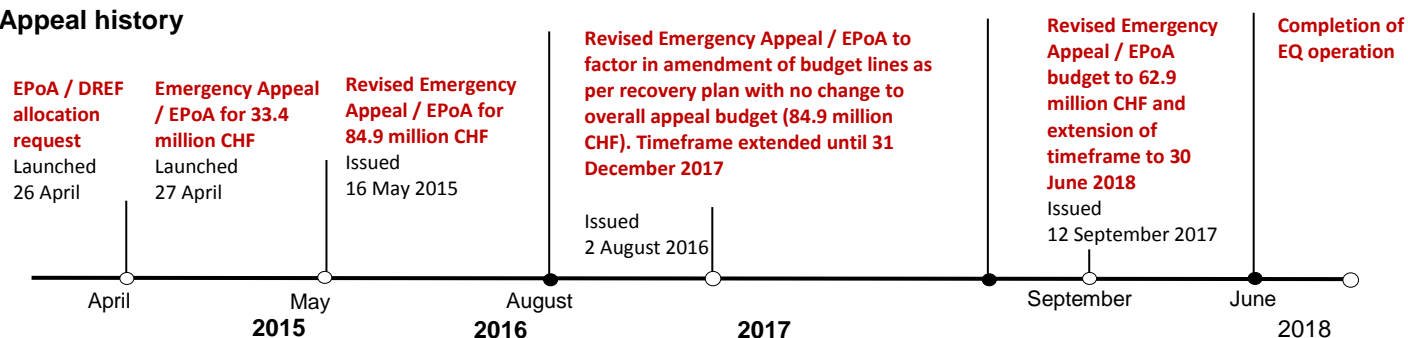 Appeal history
EPoA / DREF
allocation
request
Launched
26 April
Emergency Appeal
/ EPoA for 33.4
million CHF
Launched
27 April
Revised Emergency
Appeal / EPoA for
84.9 million CHF
Issued
16 May 2015
Revised Emergency Appeal / EPoA to
factor in amendment of budget lines as
per recovery plan with no change to
overall appeal budget (84.9 million
CHF). Timeframe extended until 31
December 2017
Issued
2 August 2016
Revised Emergency
Appeal / EPoA
budget to 62.9
million CHF and
extension of
timeframe to 30
June 2018
Issued
12 September 2017
Completion of
EQ operation
April
May
August
September
June
2015
2016
2017
2018